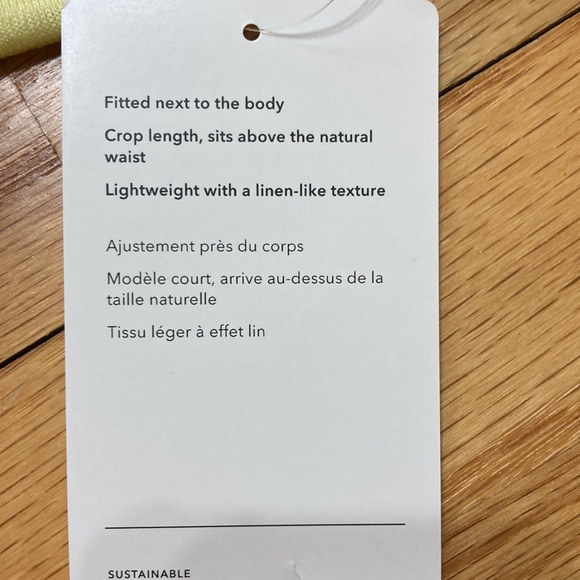 Fitted next to the body
Crop length, sits above the natural
waist
Lightweight with a linen-like texture
Ajustement près du corps
Modèle court, arrive au-dessus de la
taille naturelle
Tissu léger à effet lin
SUSTAINABLE